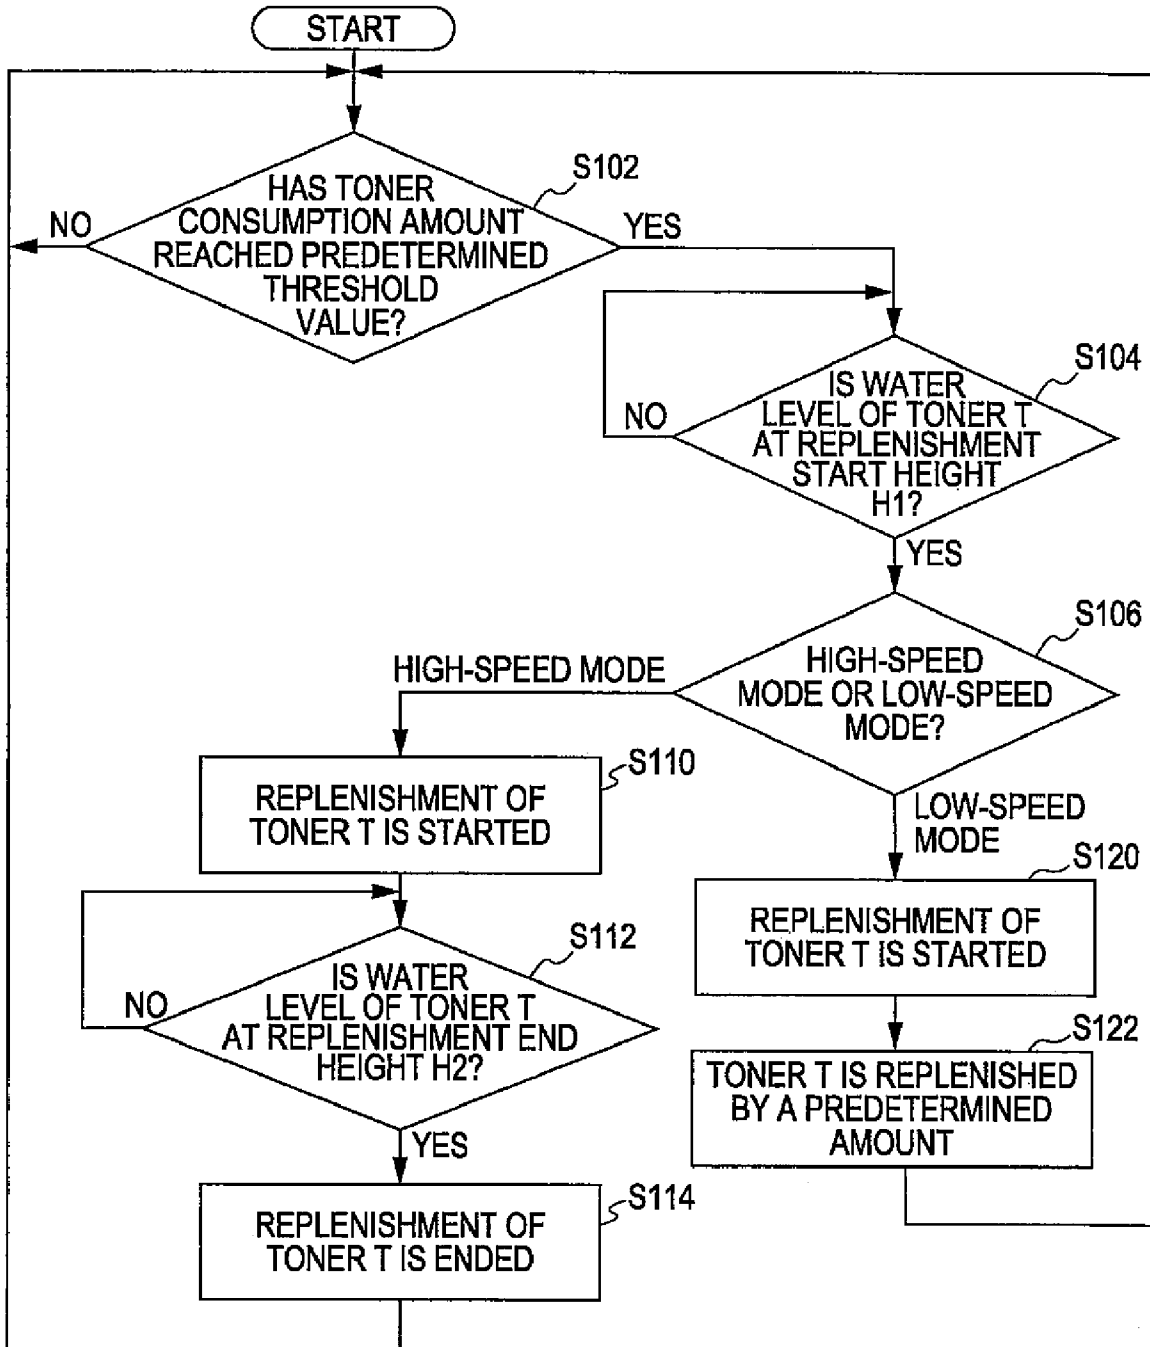 START
S102
HAS TONER
CONSUMPTION AMOUNT
REACHED PREDETERMINED
THRESHOLD
VALUE?
NO
YES
S104
IS WATER
LEVEL OF TONER T
AT REPLENISHMENT
START HEIGHT
H1?
NO
YES
S106
HIGH-SPEED
MODE OR LOW-SPEED
MODE?
HIGH-SPEED MODE
S110
REPLENISHMENT OF
TONER T IS STARTED
LOW-SPEED
MODE
S120
REPLENISHMENT OF
TONER T IS STARTED
S112
IS WATER
LEVEL OF TONER T
AT REPLENISHMENT END
HEIGHT H2?
NO
YES
S122
TONER T IS REPLENISHED
BY A PREDETERMINED
AMOUNT
S114
REPLENISHMENT OF
TONER T IS ENDED